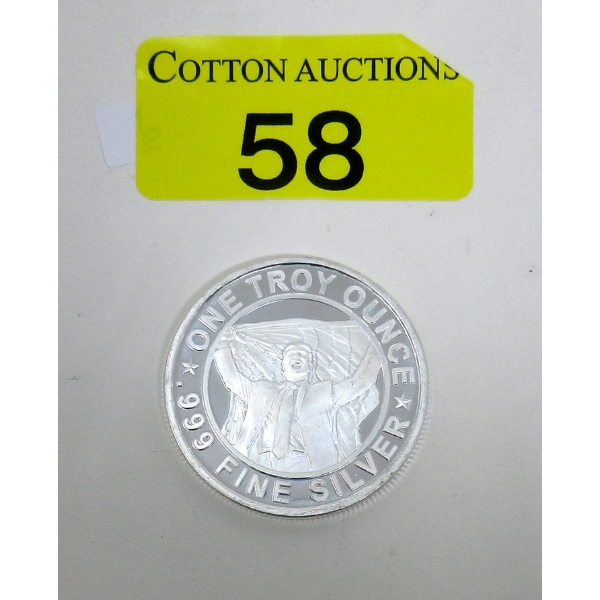 COTTON AUCTIONS
58
★ ONE TROY OUNCE ★
.999 FINE SILVER